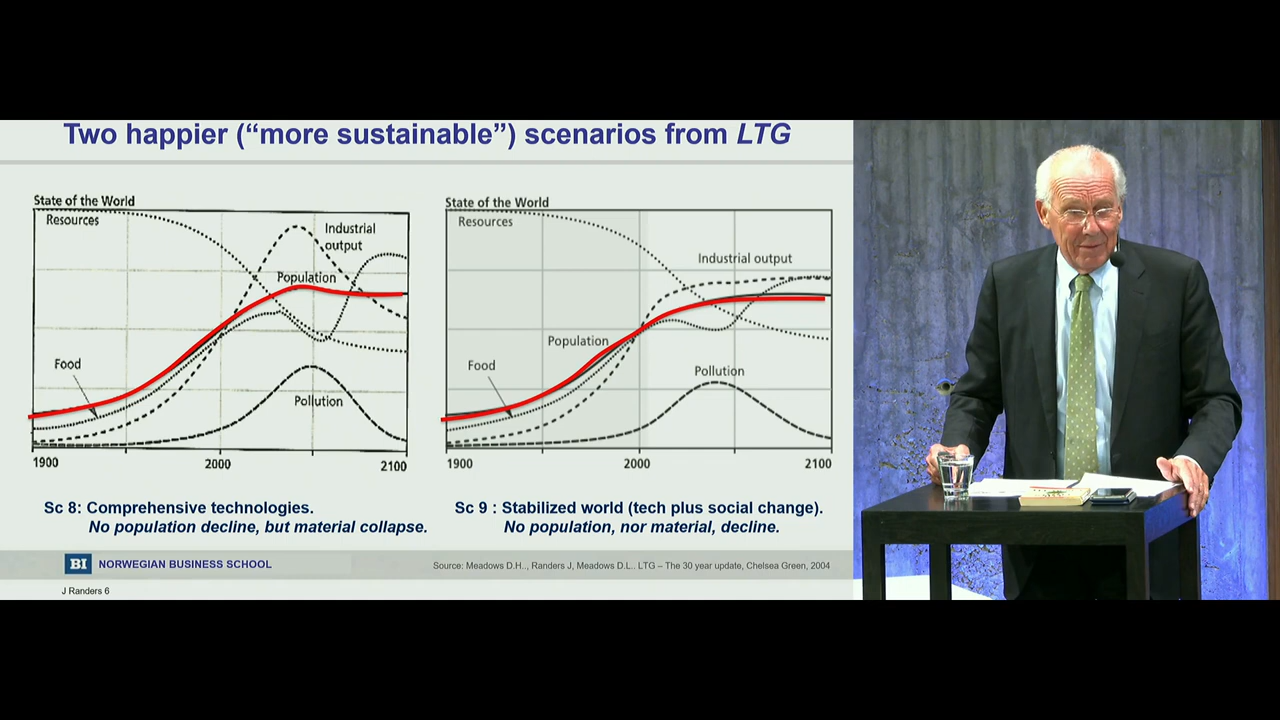 Two happier (“more sustainable”) scenarios from LTG
State of the World
Resources
Industrial
output
Population
Food
Pollution
1900
2000
2100
Sc 8: Comprehensive technologies.
No population decline, but material collapse.
State of the World
Resources
Industrial output
Population
Food
Pollution
1900
2000
2100
Sc 9 : Stabilized world (tech plus social change).
No population, nor material, decline.
BI NORWEGIAN BUSINESS SCHOOL
Source: Meadows D.H.., Randers J, Meadows D.L.. LTG – The 30 year update, Chelsea Green, 2004
J Randers 6